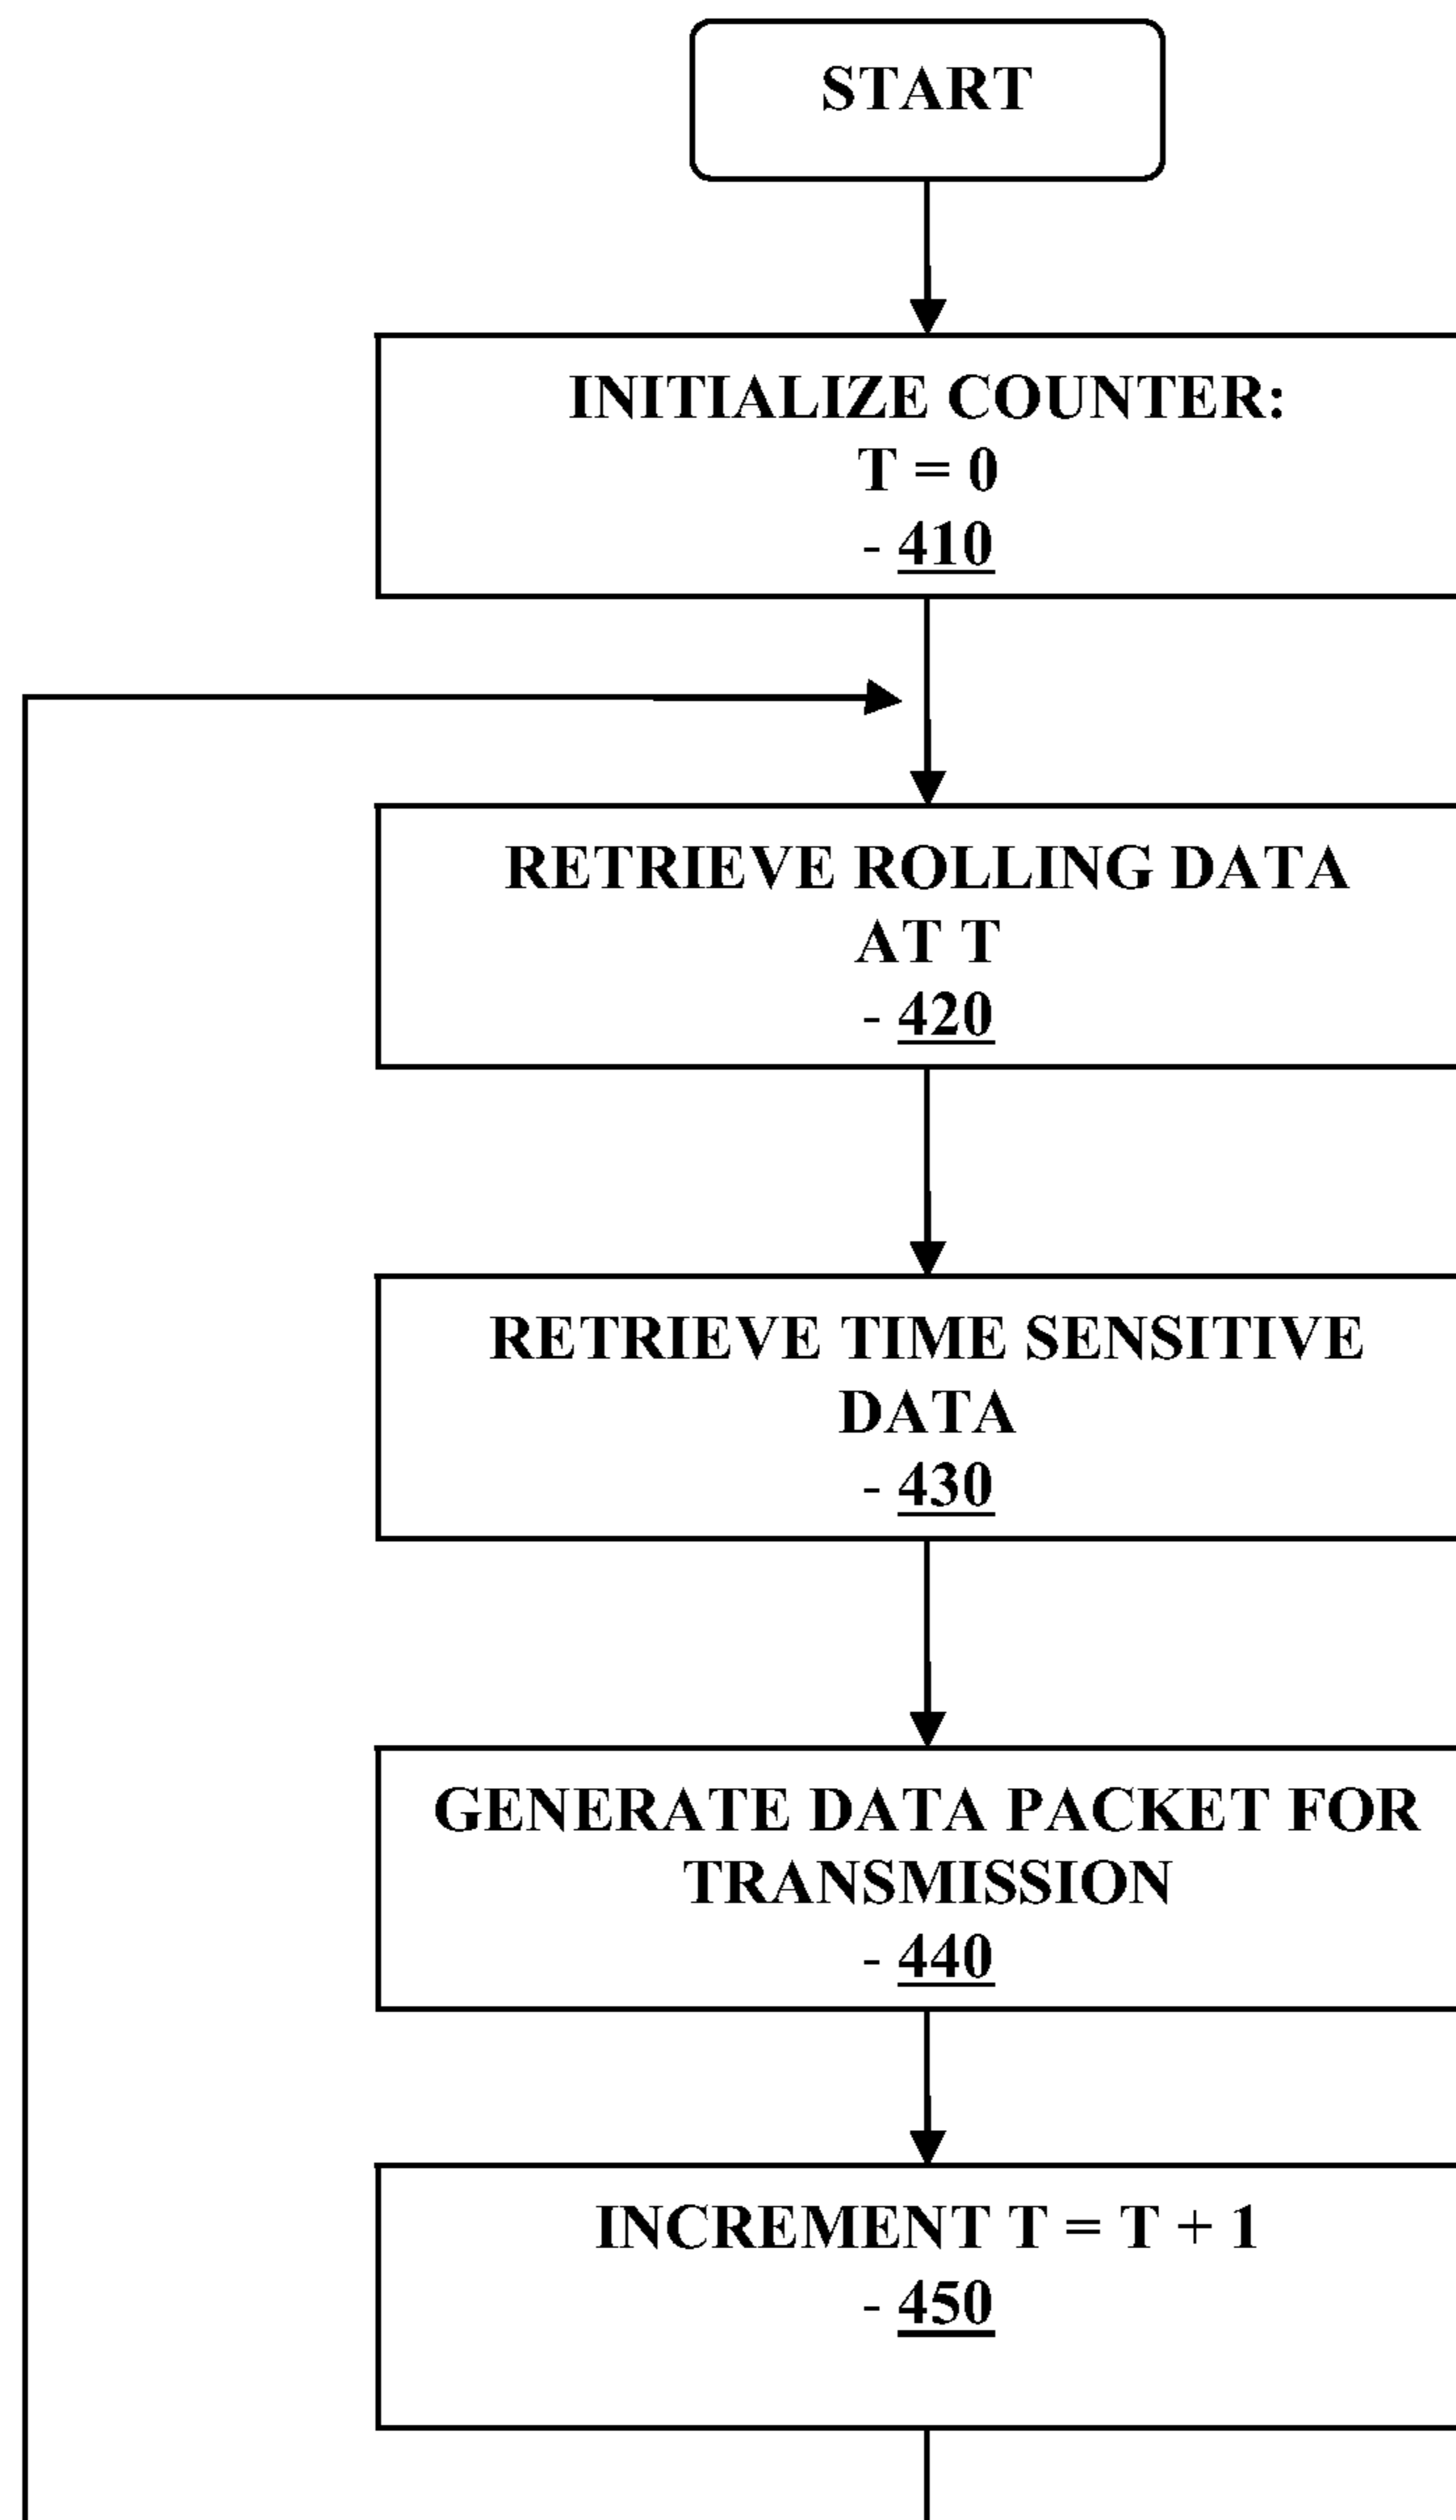 START
INITIALIZE COUNTER:
T = 0
- 410
RETRIEVE ROLLING DATA
AT T
- 420
RETRIEVE TIME SENSITIVE
DATA
- 430
GENERATE DATA PACKET FOR
TRANSMISSION
- 440
INCREMENT T = T + 1
- 450